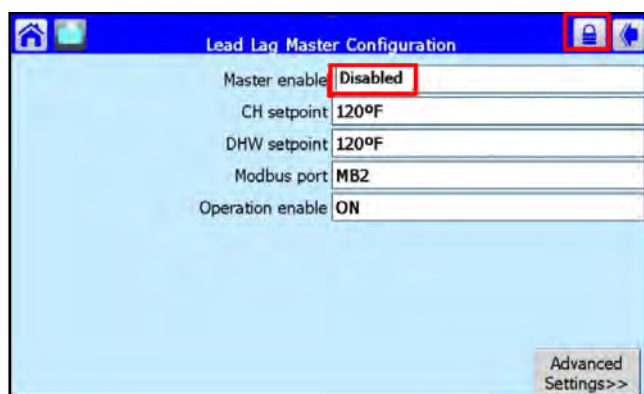 Lead Lag Master Configuration
Master enable Disabled
CH setpoint 120ºF
DHW setpoint 120ºF
Modbus port MB2
Operation enable ON
Advanced
Settings>>